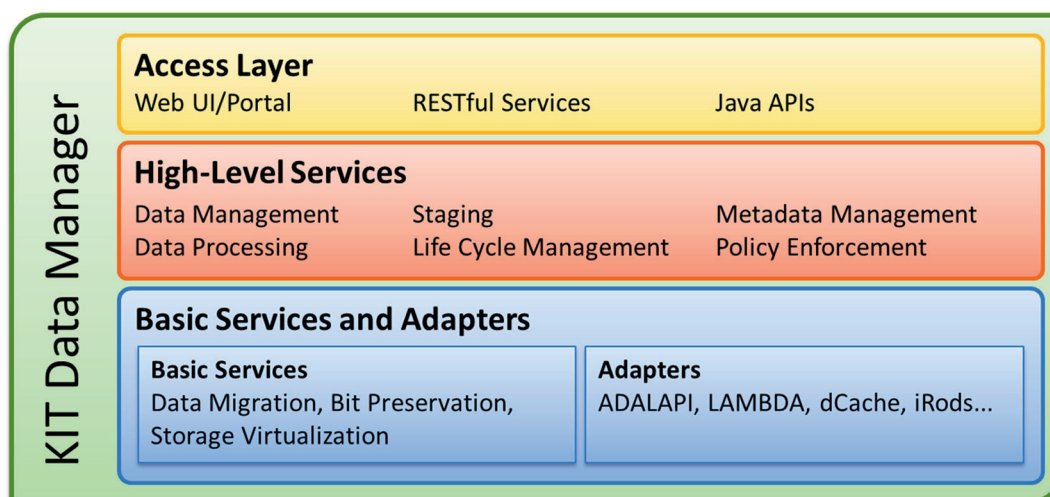 KIT Data Manager
Access Layer
Web UI/Portal RESTful Services Java APIs
High-Level Services
Data Management Staging Metadata Management
Data Processing Life Cycle Management Policy Enforcement
Basic Services and Adapters
Basic Services
Data Migration, Bit Preservation,
Storage Virtualization
Adapters
ADALAPI, LAMBDA, dCache, iRods...